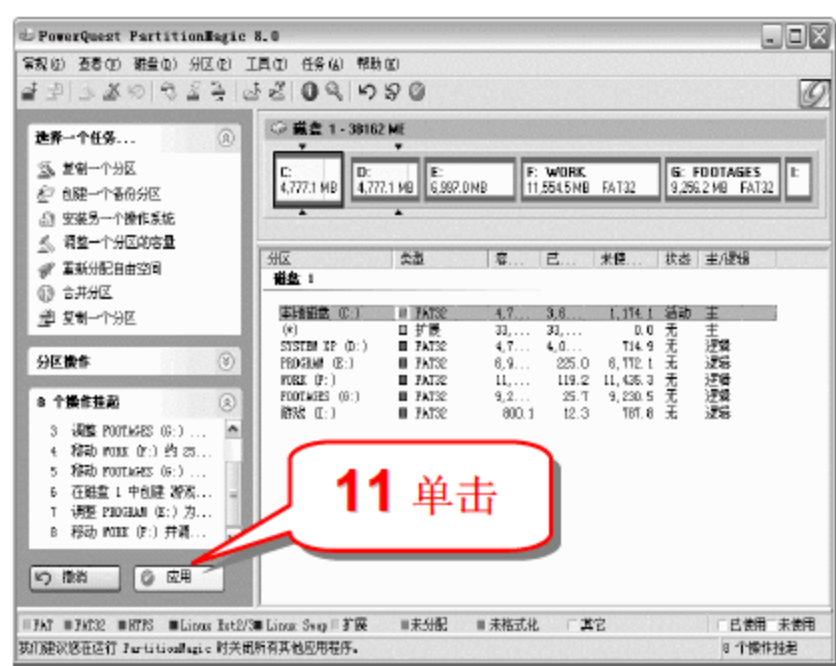 PowerQuest PartitionMagic 8.0
常规(G) 查看(V) 磁盘(D) 分区(P) 工具(T) 任务(A) 帮助(H)
选择一个任务...
复制一个分区
创建一个备份分区
安装另一个操作系统
调整一个分区的容量
重新分配自由空间
合并分区
复制一个分区
分区操作
8 个操作挂起
3 调整 FOOTAGES (G:) ...
4 移动 WORK (F:) 约 25...
5 移动 FOOTAGES (G:) ...
6 在磁盘 1 中创建 游戏...
7 调整 PROGRAM (E:) 为...
8 移动 WORK (F:) 并调...
撤消 应用
磁盘 1 - 38162 MB
C: D: E: F: WORK G: FOOTAGES I:
4,777.1 MB 4,777.1 MB 6,997.0 MB 11,554.5 MB FAT32 9,256.2 MB FAT32
分区 类型 容... 已... 未使... 状态 主/逻辑
磁盘 1
本地磁盘 (C:) FAT32 4,7... 3,6... 1,174.1 活动 主
(*) 扩展 33,... 33,... 0.0 无 主
SYSTEM XP (D:) FAT32 4,7... 4,0... 714.9 无 逻辑
PROGRAM (E:) FAT32 6,9... 225.0 6,772.1 无 逻辑
WORK (F:) FAT32 11,... 119.2 11,435.3 无 逻辑
FOOTAGES (G:) FAT32 9,2... 25.7 9,230.5 无 逻辑
游戏 (I:) FAT32 800.1 12.3 787.8 无 逻辑
11 单击
FAT FAT32 NTFS Linux Ext2/3 Linux Swap 扩展 未分配 未格式化 其它 已使用 未使用
我们建议您在运行 PartitionMagic 时关闭所有其他应用程序。 8 个操作挂起